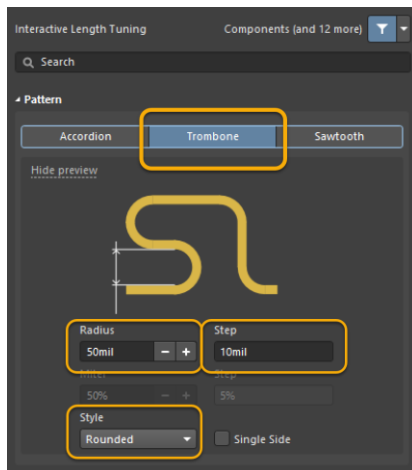 Interactive Length Tuning Components (and 12 more)
Search
Pattern
Accordion Trombone Sawtooth
Hide preview
Radius Step
50mil 10mil
Miter Step
50% 5%
Style
Rounded Single Side